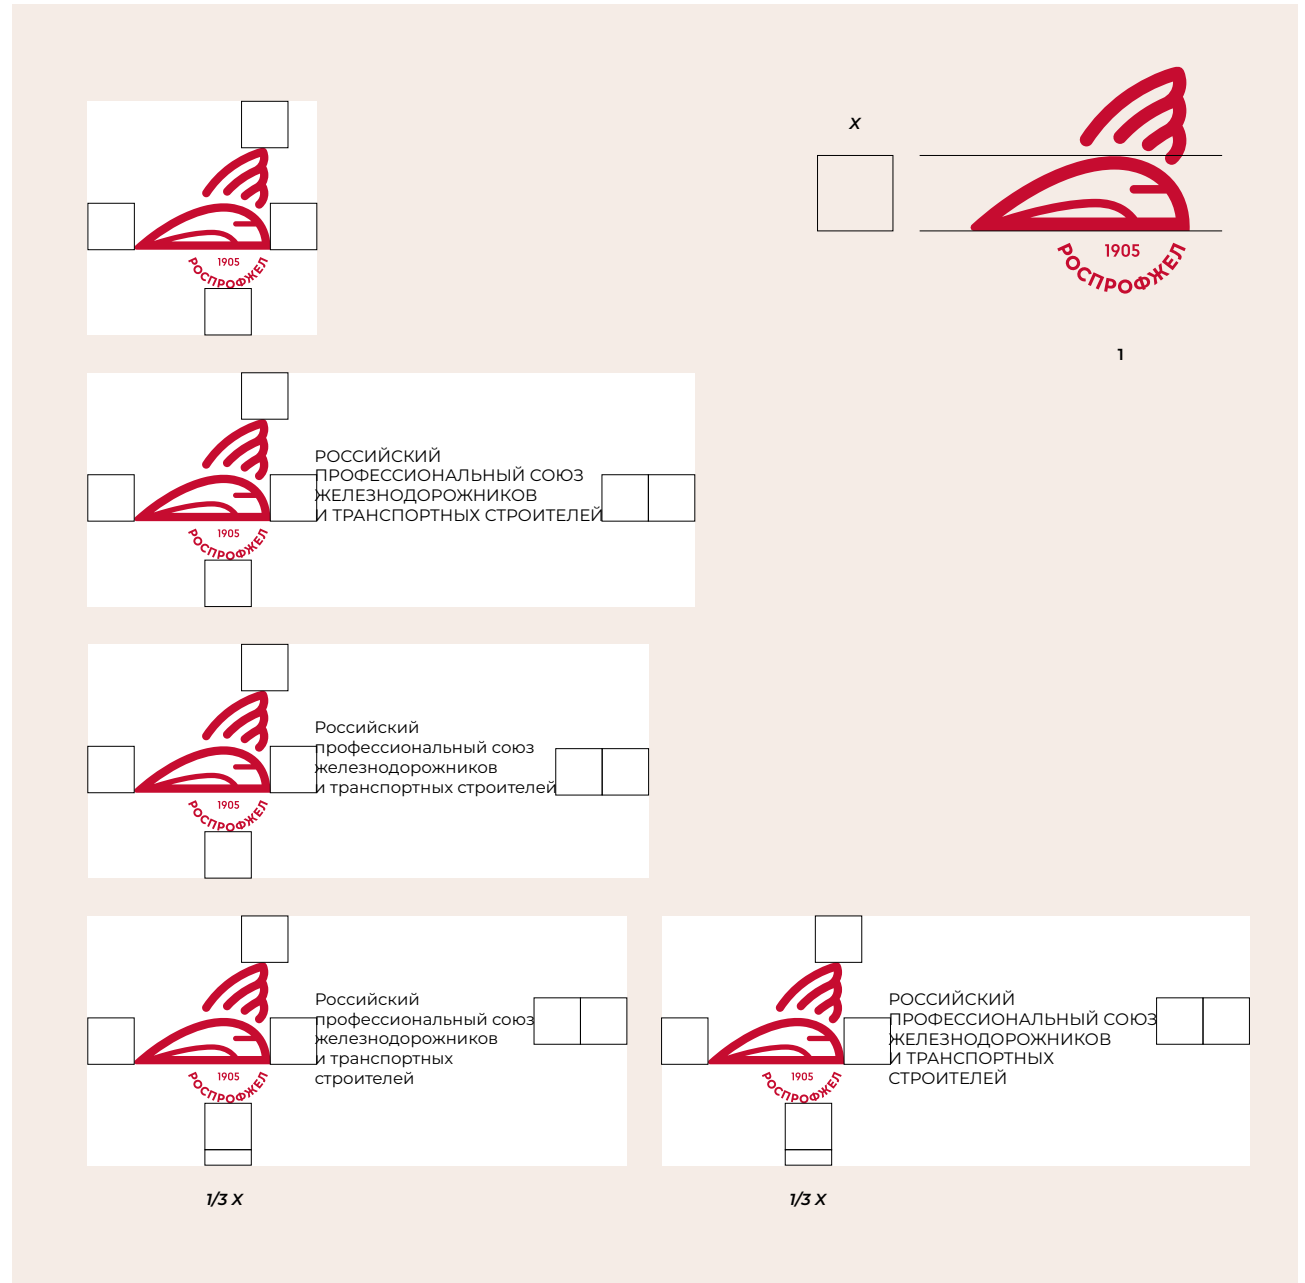 X
1905
РОСПРОФЖЕЛ
1
1905
РОСПРОФЖЕЛ
РОССИЙСКИЙ
ПРОФЕССИОНАЛЬНЫЙ СОЮЗ
ЖЕЛЕЗНОДОРОЖНИКОВ
И ТРАНСПОРТНЫХ СТРОИТЕЛЕЙ
1905
РОСПРОФЖЕЛ
Российский
профессиональный союз
железнодорожников
и транспортных строителей
1905
РОСПРОФЖЕЛ
Российский
профессиональный союз
железнодорожников
и транспортных
строителей
1905
РОСПРОФЖЕЛ
1/3 X
РОССИЙСКИЙ
ПРОФЕССИОНАЛЬНЫЙ СОЮЗ
ЖЕЛЕЗНОДОРОЖНИКОВ
И ТРАНСПОРТНЫХ
СТРОИТЕЛЕЙ
1905
РОСПРОФЖЕЛ
1/3 X